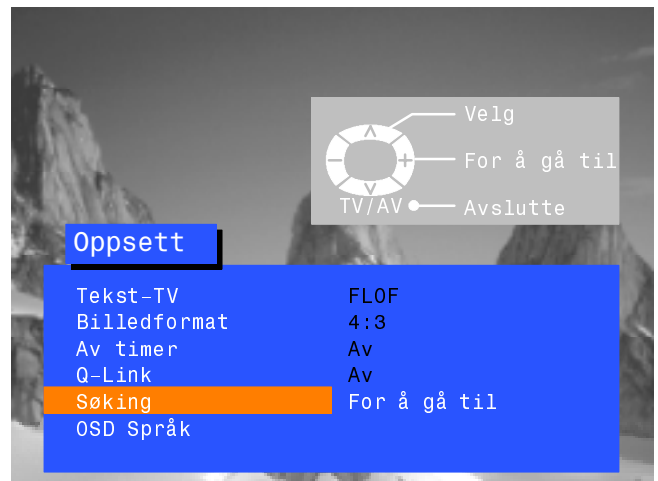 Velg
For å gå til
TV/AV Avslutte
Oppsett
Tekst-TV FLOF
Billedformat 4:3
Av timer Av
Q-Link Av
Søking For å gå til
OSD Språk